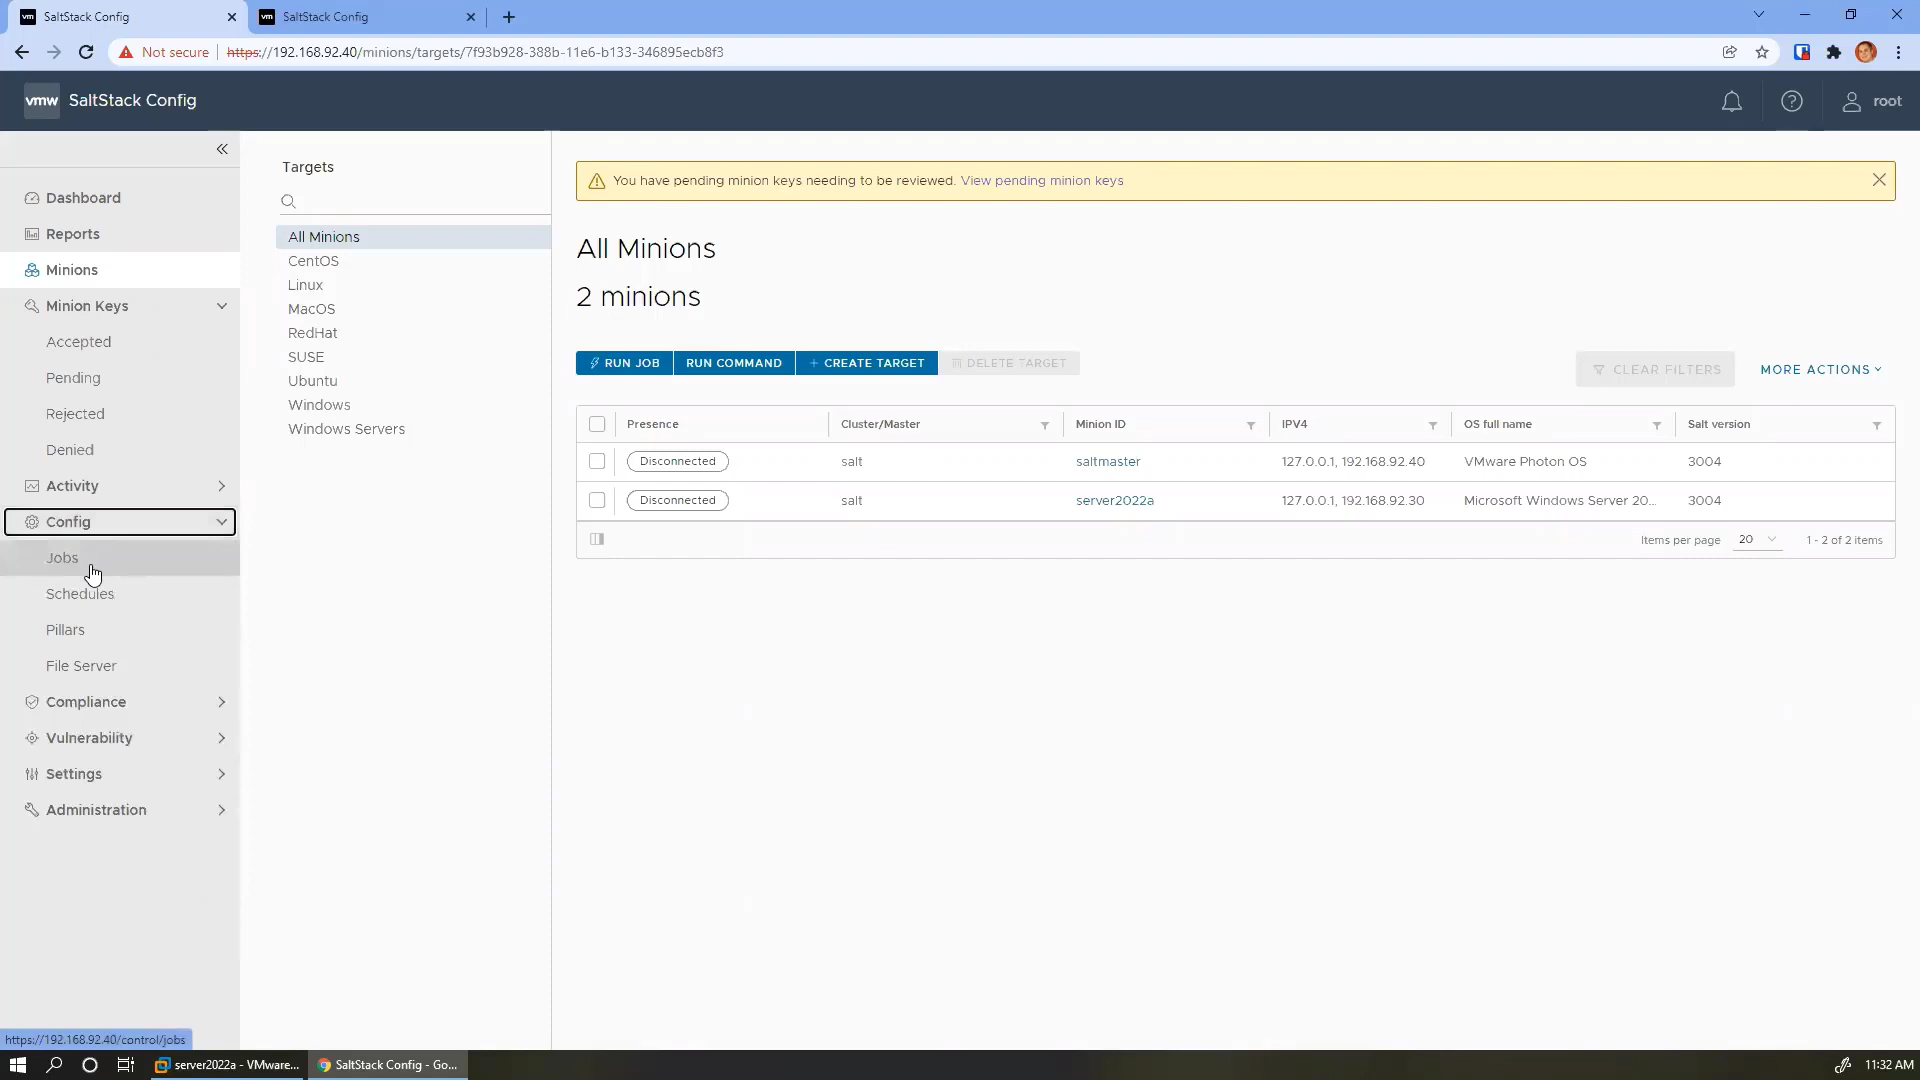 vm SaltStack Config
vm SaltStack Config
Not secure https://192.168.92.40/minions/targets/7f93b928-388b-11e6-b133-346895ecb8f3
vmw SaltStack Config
root
Dashboard
Reports
Minions
Minion Keys
Accepted
Pending
Rejected
Denied
Activity
Config
Jobs
Schedules
Pillars
File Server
Compliance
Vulnerability
Settings
Administration
Targets
All Minions
CentOS
Linux
MacOS
RedHat
SUSE
Ubuntu
Windows
Windows Servers
You have pending minion keys needing to be reviewed. View pending minion keys
All Minions
2 minions
RUN JOB RUN COMMAND + CREATE TARGET DELETE TARGET
CLEAR FILTERS MORE ACTIONS
Presence Cluster/Master Minion ID IPV4 OS full name Salt version
Disconnected salt saltmaster 127.0.0.1, 192.168.92.40 VMware Photon OS 3004
Disconnected salt server2022a 127.0.0.1, 192.168.92.30 Microsoft Windows Server 20... 3004
Items per page 20 1 - 2 of 2 items
https://192.168.92.40/control/jobs
server2022a - VMware... SaltStack Config - Go... 11:32 AM